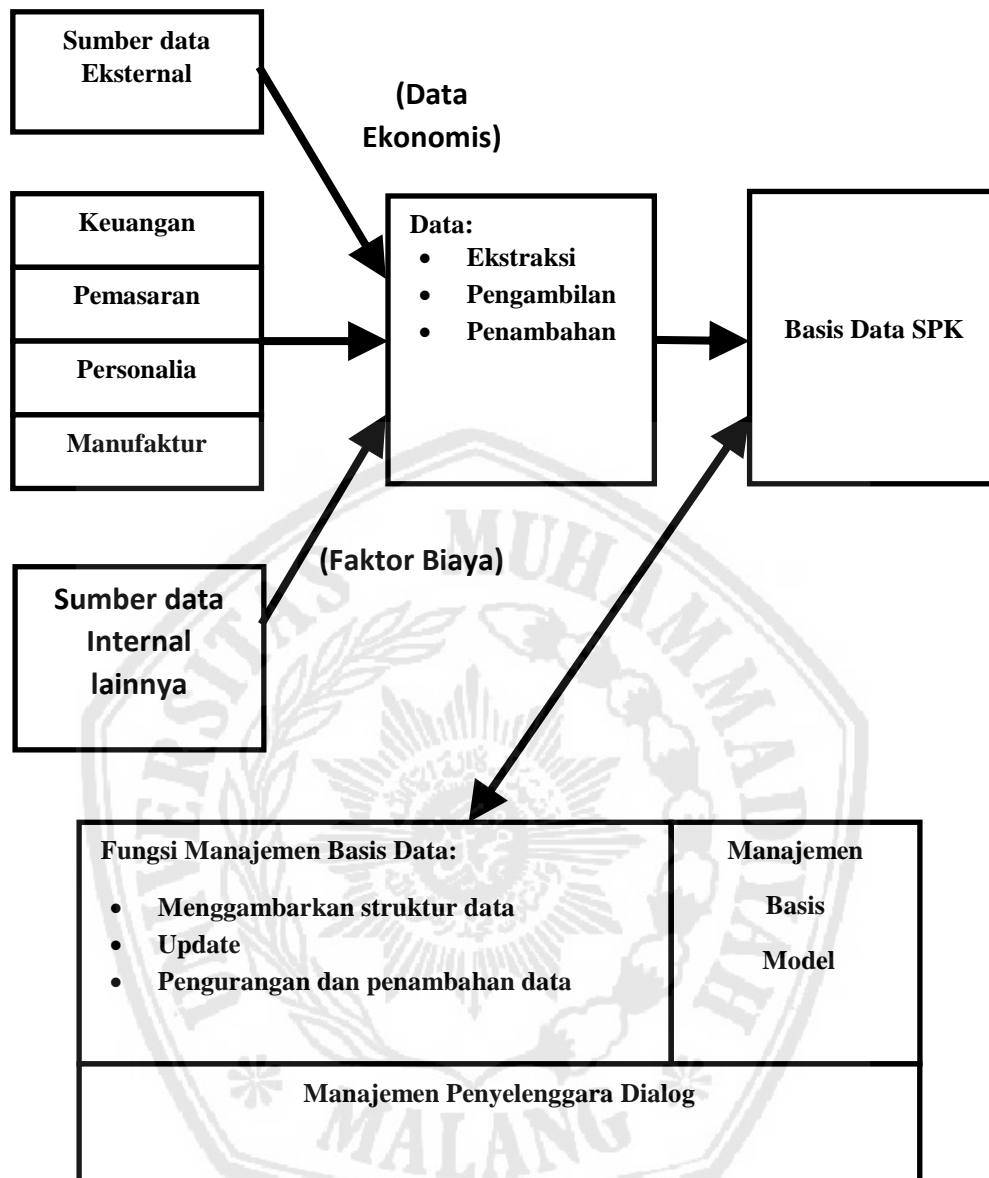 Sumber data
Eksternal
(Data
Ekonomis)
Keuangan
Pemasaran
Personalia
Manufaktur
Data:
• Ekstraksi
• Pengambilan
• Penambahan
Basis Data SPK
(Faktor Biaya)
Sumber data
Internal
lainnya
Fungsi Manajemen Basis Data:
• Menggambarkan struktur data
• Update
• Pengurangan dan penambahan data
Manajemen
Basis
Model
Manajemen Penyelenggara Dialog
UNIVERSITAS MUHAMMADIYAH
MALANG